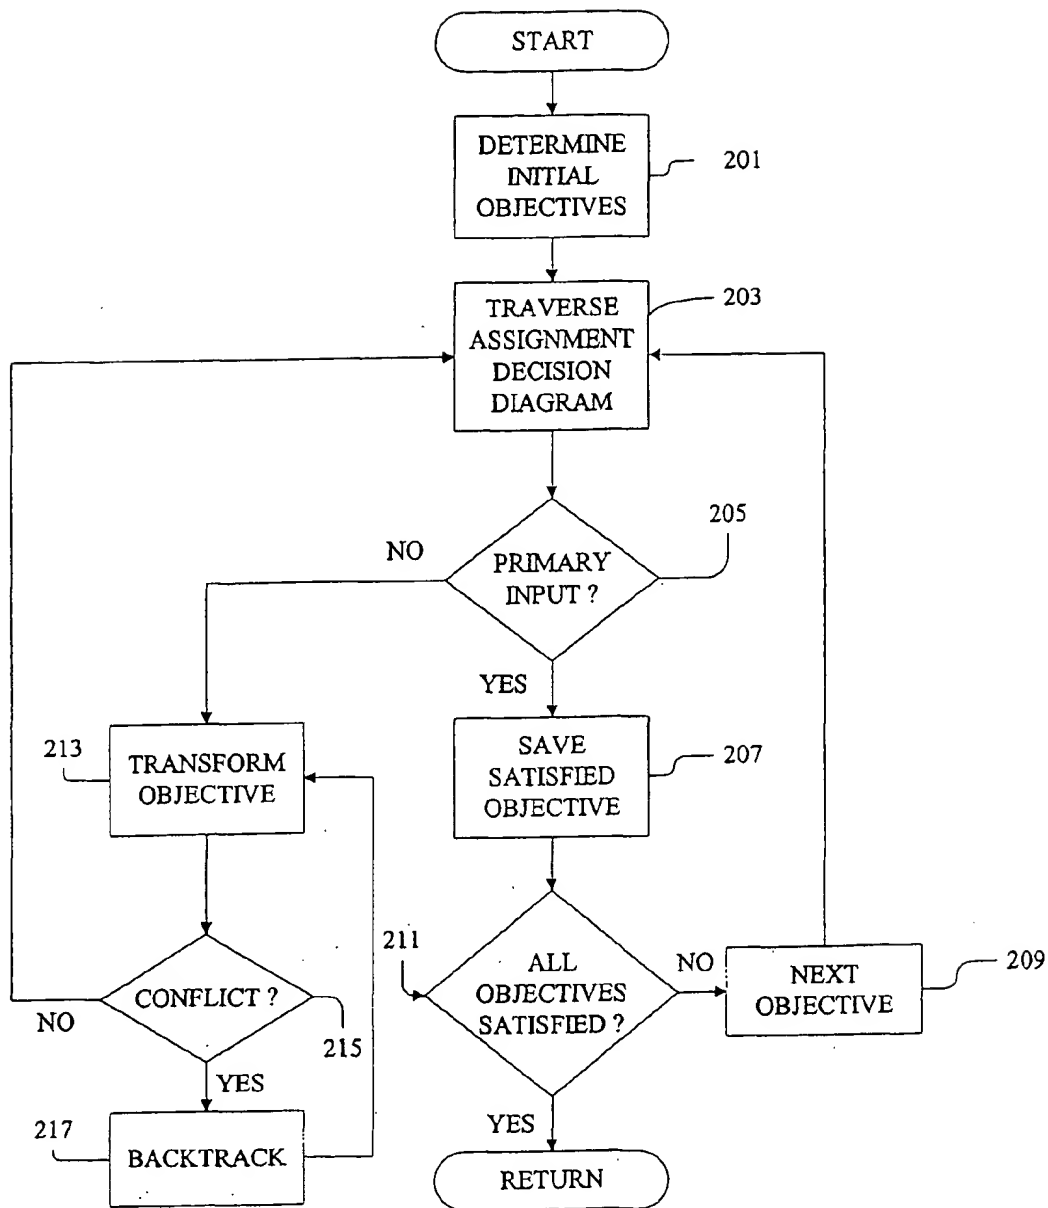 START
DETERMINE
INITIAL
OBJECTIVES
201
TRAVERSE
ASSIGNMENT
DECISION
DIAGRAM
203
205
NO
PRIMARY
INPUT ?
YES
213
TRANSFORM
OBJECTIVE
SAVE
SATISFIED
OBJECTIVE
207
211
ALL
OBJECTIVES
SATISFIED ?
NO
NEXT
OBJECTIVE
209
CONFLICT ?
NO
215
YES
217
BACKTRACK
YES
RETURN